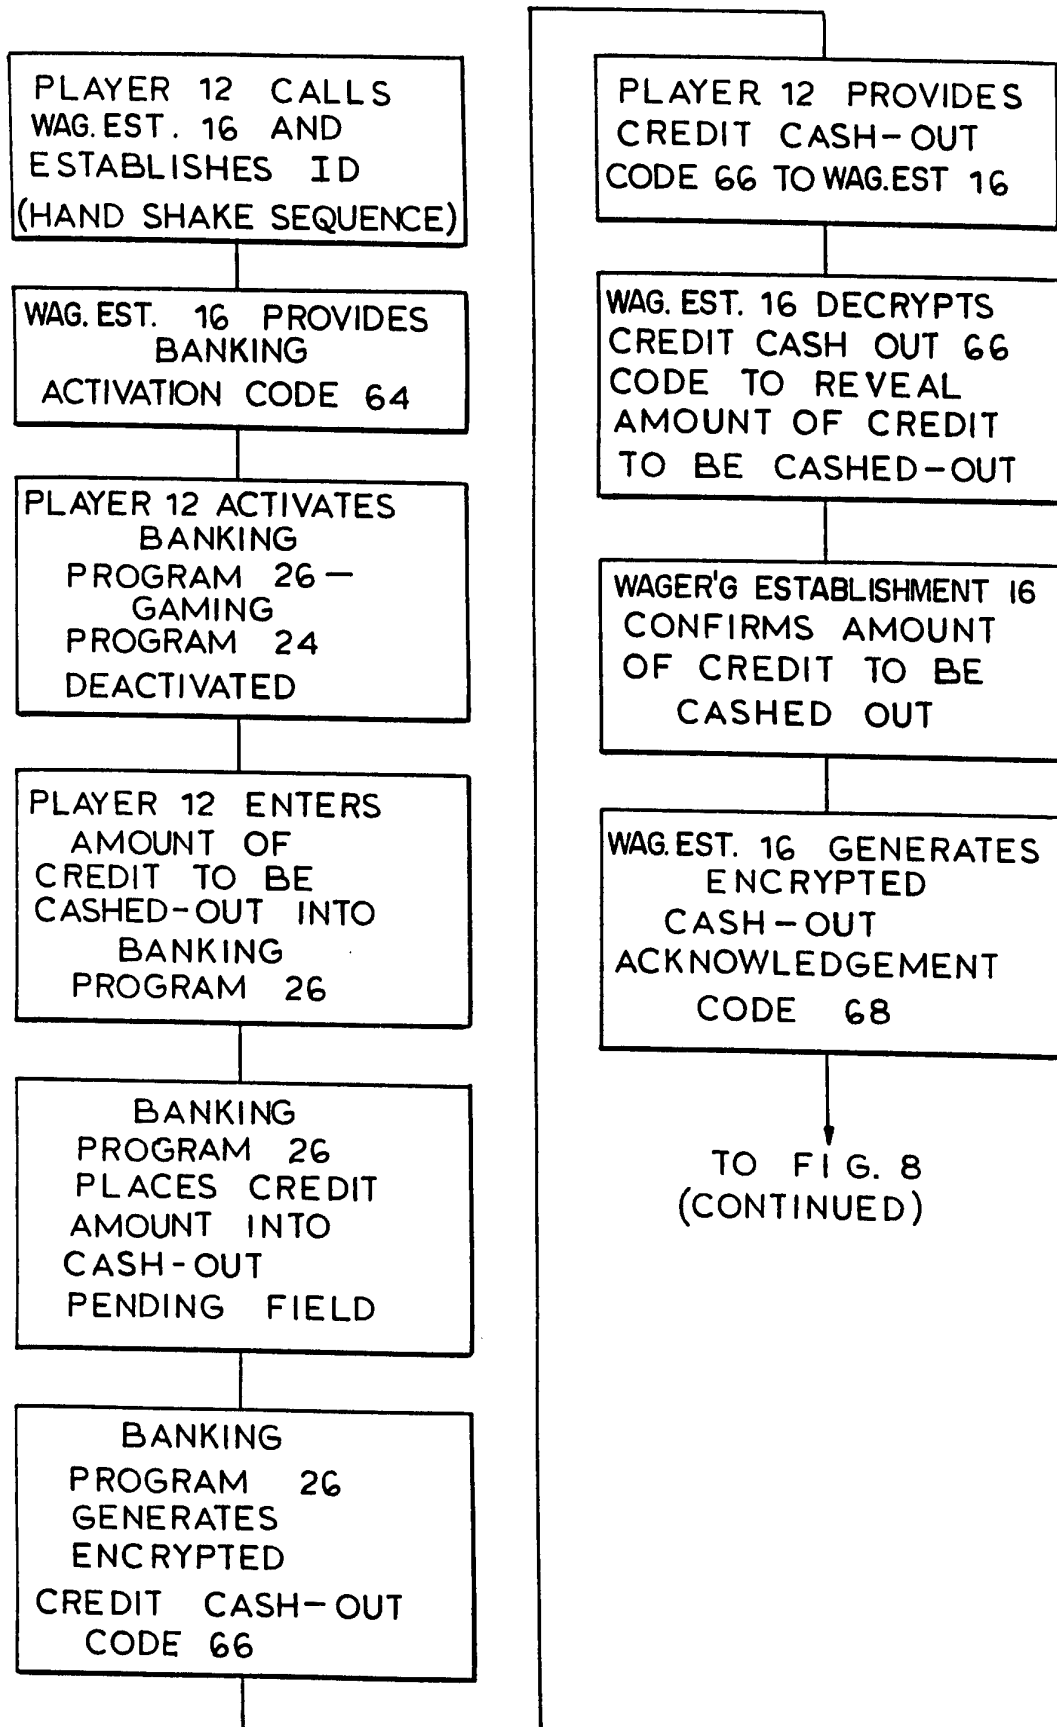 PLAYER 12 CALLS
WAG. EST. 16 AND
ESTABLISHES ID
(HAND SHAKE SEQUENCE)
WAG. EST. 16 PROVIDES
BANKING
ACTIVATION CODE 64
PLAYER 12 ACTIVATES
BANKING
PROGRAM 26 —
GAMING
PROGRAM 24
DEACTIVATED
PLAYER 12 ENTERS
AMOUNT OF
CREDIT TO BE
CASHED-OUT INTO
BANKING
PROGRAM 26
BANKING
PROGRAM 26
PLACES CREDIT
AMOUNT INTO
CASH-OUT
PENDING FIELD
BANKING
PROGRAM 26
GENERATES
ENCRYPTED
CREDIT CASH-OUT
CODE 66
PLAYER 12 PROVIDES
CREDIT CASH-OUT
CODE 66 TO WAG.EST 16
WAG. EST. 16 DECRYPTS
CREDIT CASH OUT 66
CODE TO REVEAL
AMOUNT OF CREDIT
TO BE CASHED-OUT
WAGER'G ESTABLISHMENT 16
CONFIRMS AMOUNT
OF CREDIT TO BE
CASHED OUT
WAG. EST. 16 GENERATES
ENCRYPTED
CASH-OUT
ACKNOWLEDGEMENT
CODE 68
TO FIG. 8
(CONTINUED)